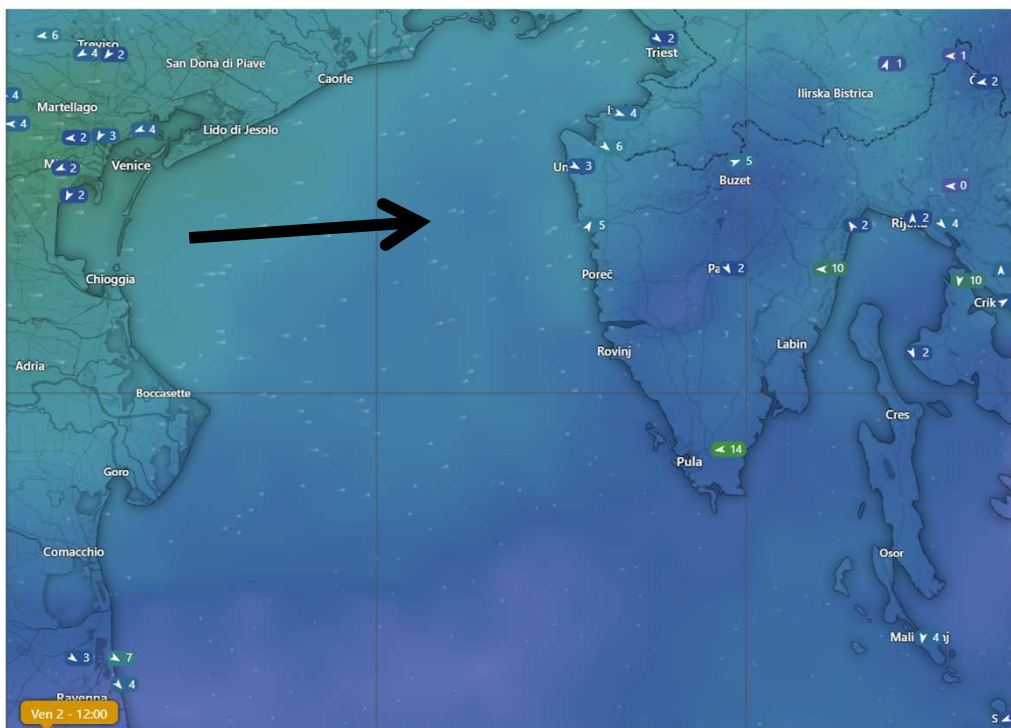 6
Treviso
4
2
San Donà di Piave
2
Triest
Caorle
1
1
2
Ilirska Bistrica
4
Martellago
4
4
2
3
4
Lido di Jesolo
6
Venice
2
3
5
Buzet
2
0
5
2
2
4
Chioggia
Poreč
2
10
10
Crik
Adria
Rovinj
Labin
2
Boccasette
Cres
Goro
Pula
14
Comacchio
Osor
Mali
4
3
7
4
Ravenna
Ven 2 - 12:00
S